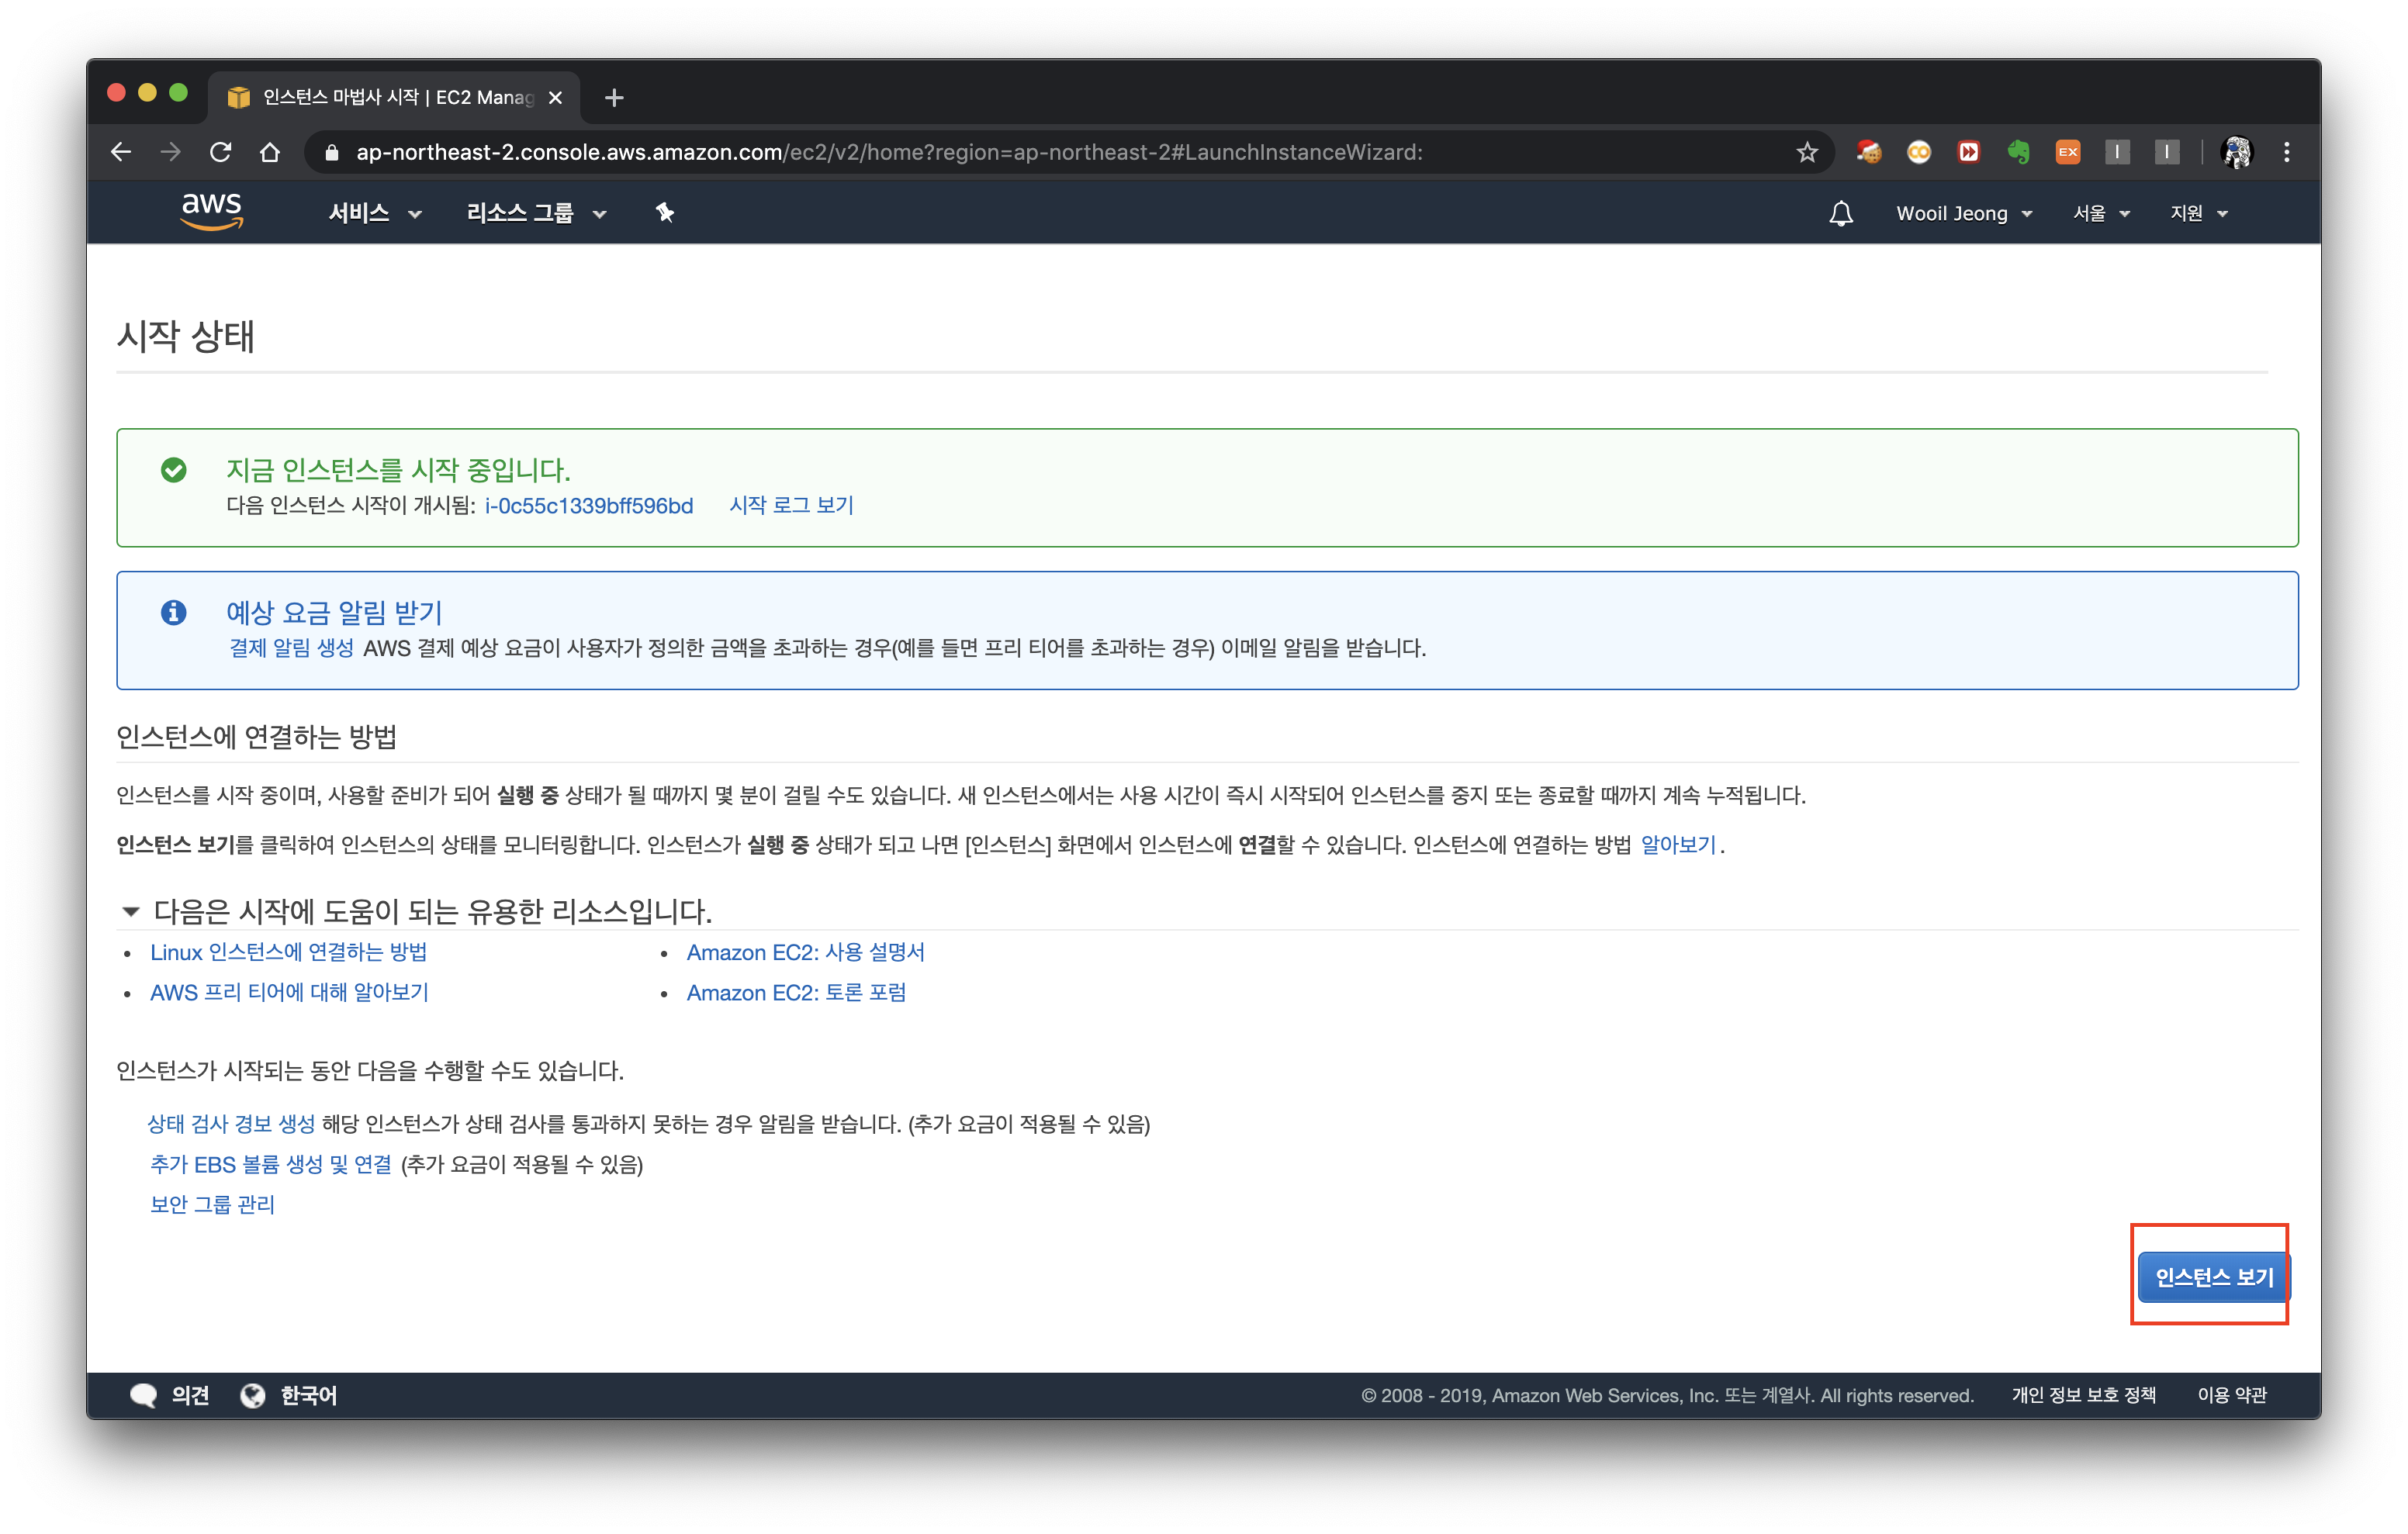 인스턴스 마법사 시작 | EC2 Manag
ap-northeast-2.console.aws.amazon.com/ec2/v2/home?region=ap-northeast-2#LaunchInstanceWizard:
EX
aws 서비스 리소스 그룹 Wooil Jeong 서울 지원
시작 상태
지금 인스턴스를 시작 중입니다.
다음 인스턴스 시작이 개시됨: i-0c55c1339bff596bd 시작 로그 보기
예상 요금 알림 받기
결제 알림 생성 AWS 결제 예상 요금이 사용자가 정의한 금액을 초과하는 경우(예를 들면 프리 티어를 초과하는 경우) 이메일 알림을 받습니다.
인스턴스에 연결하는 방법
인스턴스를 시작 중이며, 사용할 준비가 되어 실행 중 상태가 될 때까지 몇 분이 걸릴 수도 있습니다. 새 인스턴스에서는 사용 시간이 즉시 시작되어 인스턴스를 중지 또는 종료할 때까지 계속 누적됩니다.
인스턴스 보기를 클릭하여 인스턴스의 상태를 모니터링합니다. 인스턴스가 실행 중 상태가 되고 나면 [인스턴스] 화면에서 인스턴스에 연결할 수 있습니다. 인스턴스에 연결하는 방법 알아보기.
다음은 시작에 도움이 되는 유용한 리소스입니다.
• Linux 인스턴스에 연결하는 방법
• AWS 프리 티어에 대해 알아보기
• Amazon EC2: 사용 설명서
• Amazon EC2: 토론 포럼
인스턴스가 시작되는 동안 다음을 수행할 수도 있습니다.
상태 검사 경보 생성 해당 인스턴스가 상태 검사를 통과하지 못하는 경우 알림을 받습니다. (추가 요금이 적용될 수 있음)
추가 EBS 볼륨 생성 및 연결 (추가 요금이 적용될 수 있음)
보안 그룹 관리
인스턴스 보기
의견 한국어 © 2008 - 2019, Amazon Web Services, Inc. 또는 계열사. All rights reserved. 개인 정보 보호 정책 이용 약관